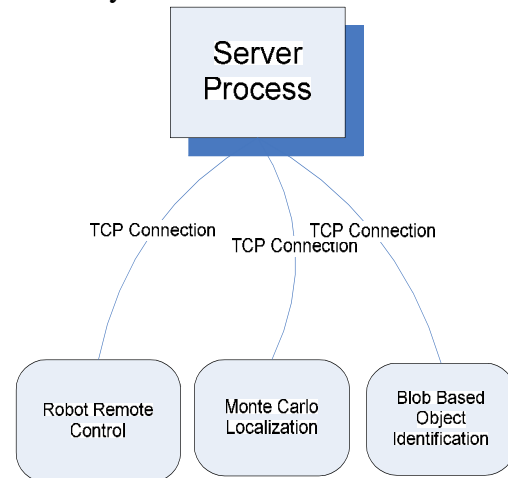 Server
Process
TCP Connection
TCP Connection
TCP Connection
Robot Remote
Control
Monte Carlo
Localization
Blob Based
Object
Identification